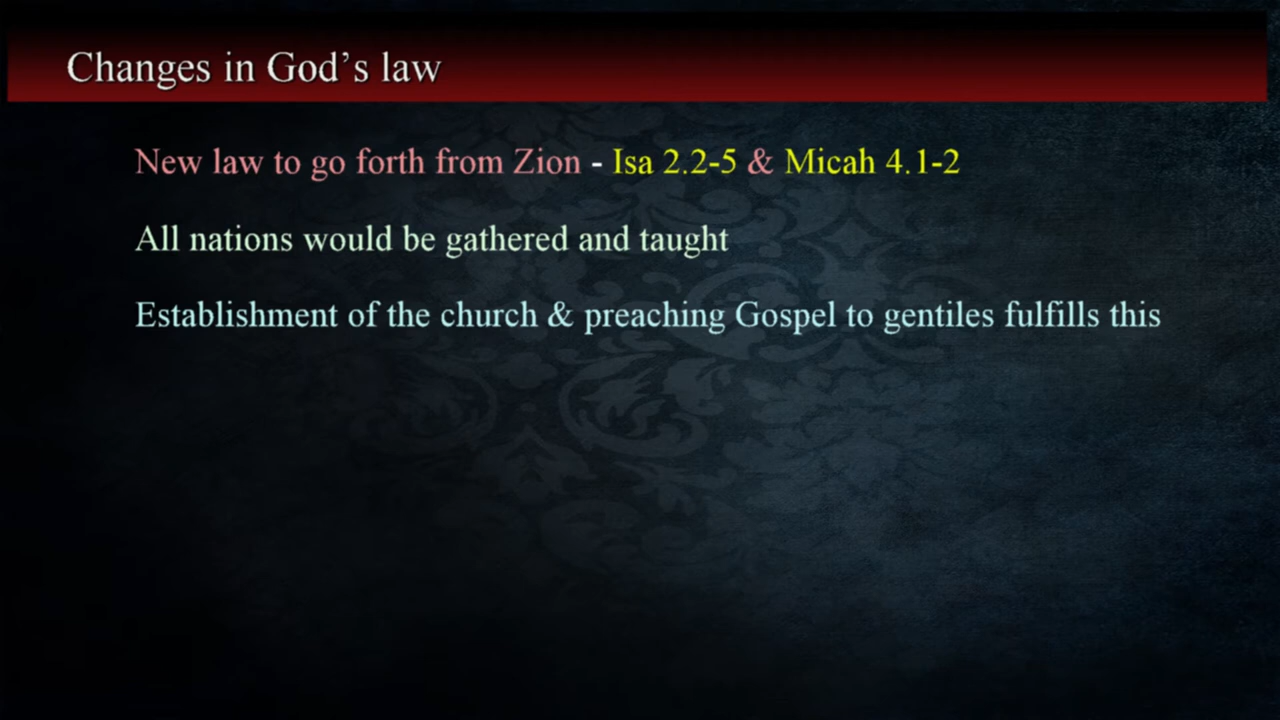 Changes in God’s law
New law to go forth from Zion - Isa 2.2-5 & Micah 4.1-2
All nations would be gathered and taught
Establishment of the church & preaching Gospel to gentiles fulfills this